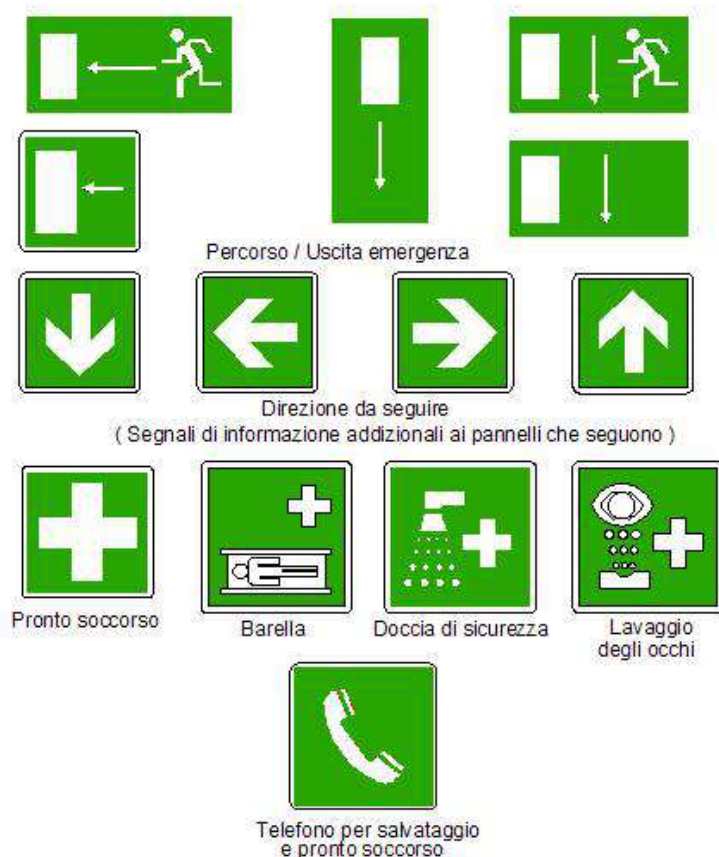 Percorso / Uscita emergenza
Direzione da seguire
( Segnali di informazione addizionali ai pannelli che seguono )
Pronto soccorso
Barella
Doccia di sicurezza
Lavaggio
degli occhi
Telefono per salvataggio
e pronto soccorso